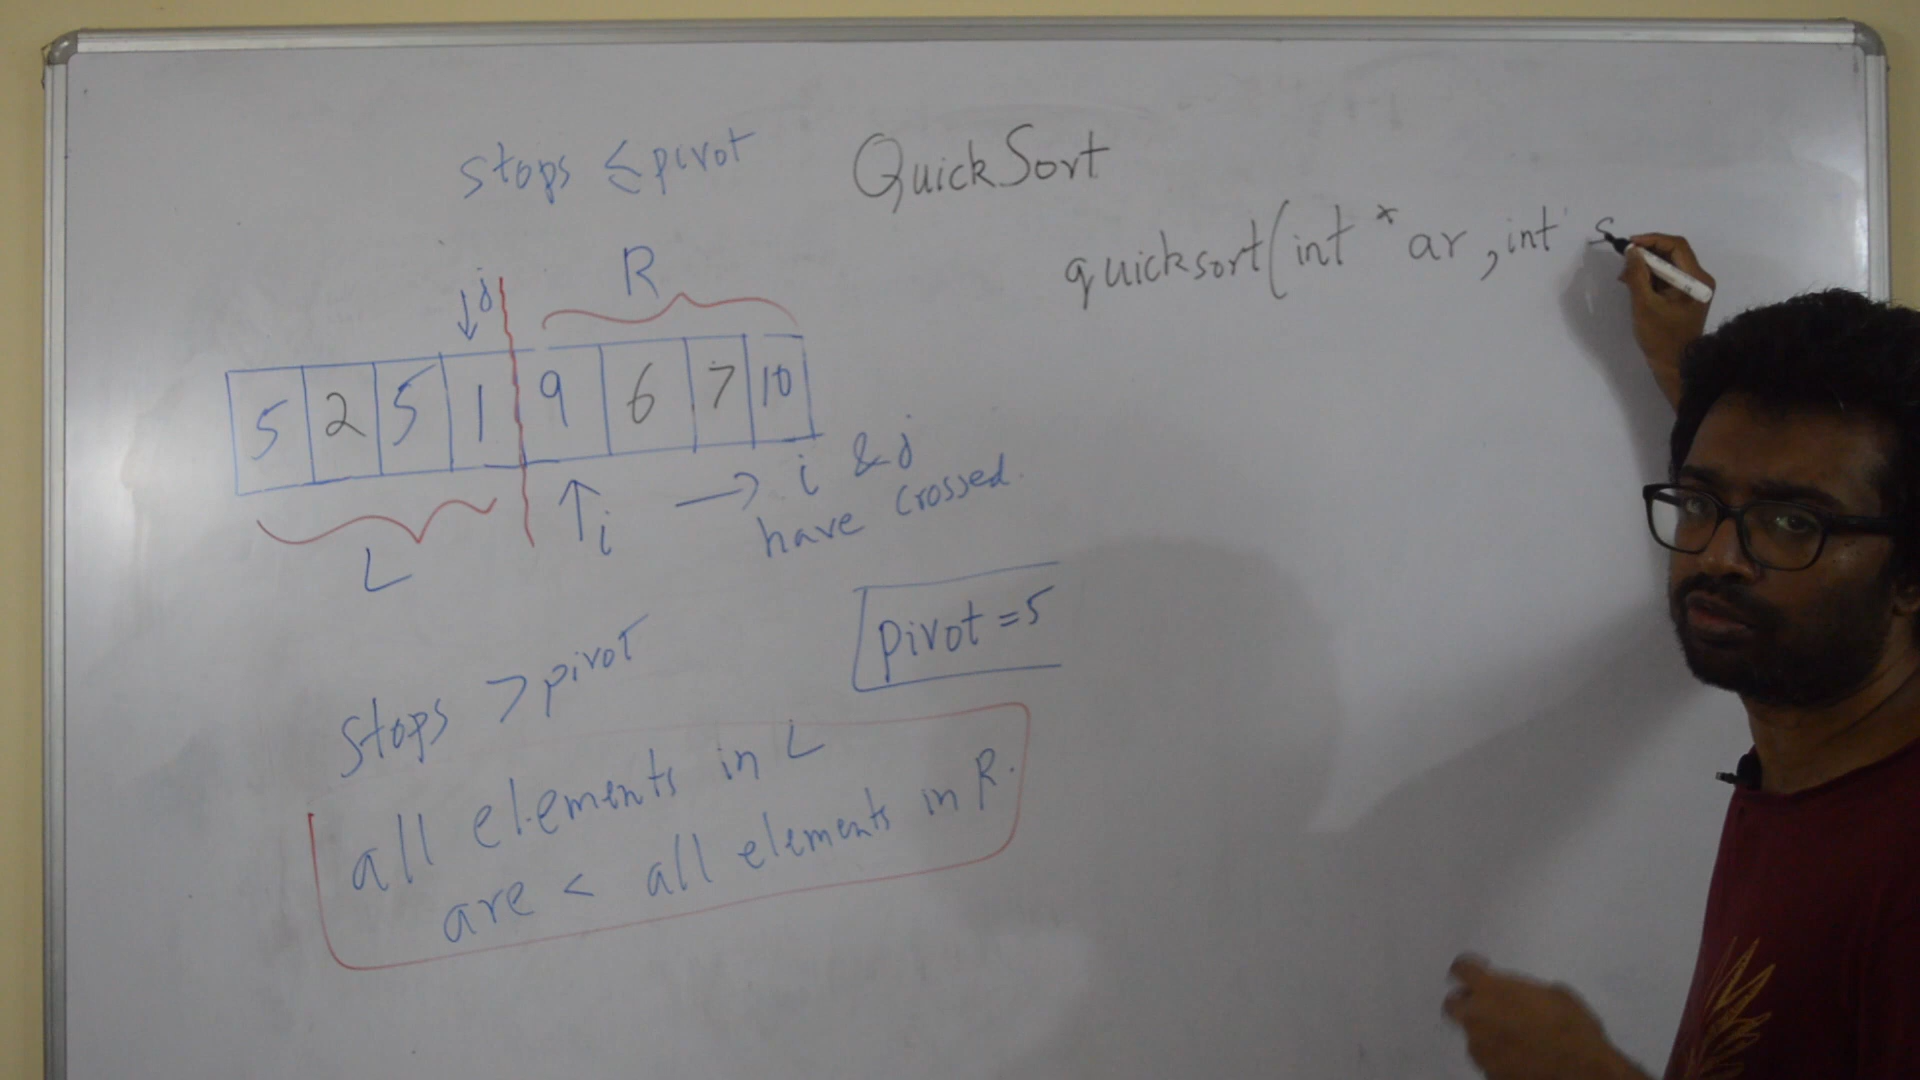 stops ≤ pivot
QuickSort
quicksort(int *ar, int s
j
R
5 2 5 1 9 6 7 10
i
→ i & j
have crossed.
L
pivot = 5
stops > pivot
all elements in L
are < all elements in R.